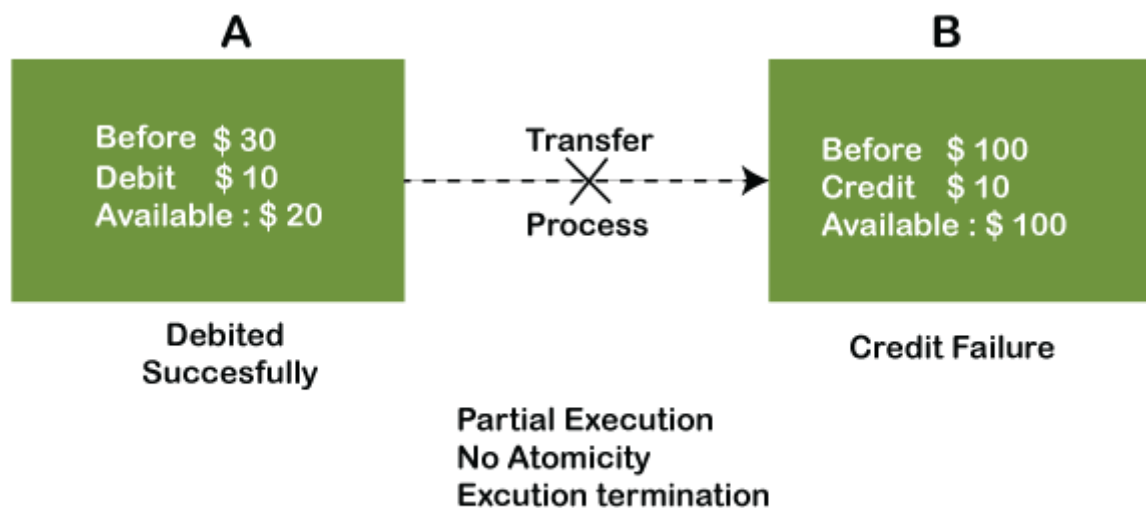 A
B
Before $ 30
Debit $ 10
Available : $ 20
Transfer
Process
Before $ 100
Credit $ 10
Available : $ 100
Debited
Succesfully
Credit Failure
Partial Execution
No Atomicity
Excution termination